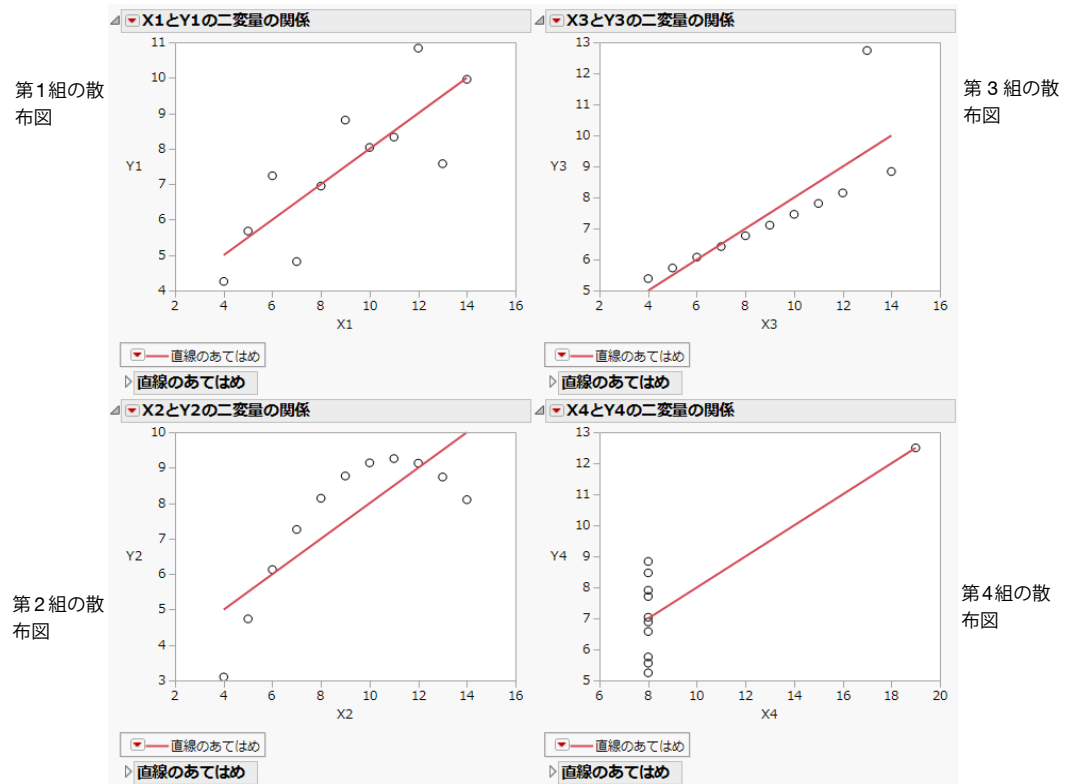 X1とY1の二変量の関係
第1組の散
布図
11
10
9
8
7
6
5
4
Y1
2 4 6 8 10 12 14 16
X1
直線のあてはめ
直線のあてはめ
X3とY3の二変量の関係
第 3 組の散
布図
13
12
11
10
9
8
7
6
5
Y3
2 4 6 8 10 12 14 16
X3
直線のあてはめ
直線のあてはめ
X2とY2の二変量の関係
第2組の散
布図
10
9
8
7
6
5
4
3
Y2
2 4 6 8 10 12 14 16
X2
直線のあてはめ
直線のあてはめ
X4とY4の二変量の関係
第4組の散
布図
13
12
11
10
9
8
7
6
5
Y4
6 8 10 12 14 16 18 20
X4
直線のあてはめ
直線のあてはめ